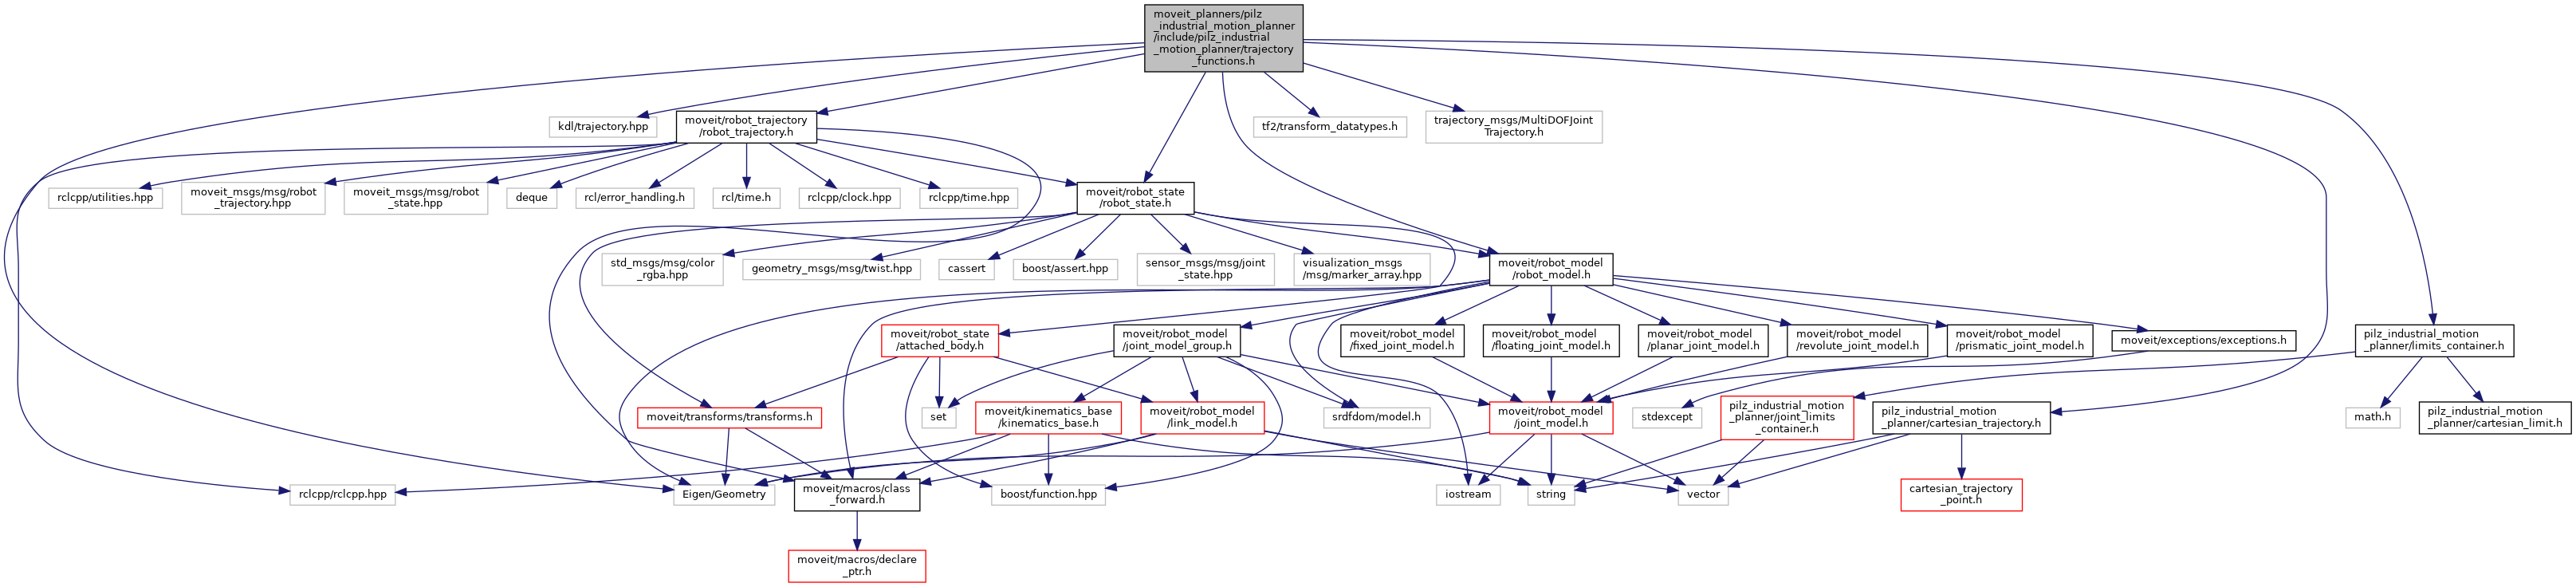 moveit_planners/pilz
_industrial_motion_planner
/include/pilz_industrial
_motion_planner/trajectory
_functions.h
kdl/trajectory.hpp
moveit/robot_trajectory
/robot_trajectory.h
tf2/transform_datatypes.h
trajectory_msgs/MultiDOFJoint
Trajectory.h
rclcpp/utilities.hpp
moveit_msgs/msg/robot
_trajectory.hpp
moveit_msgs/msg/robot
_state.hpp
deque
rcl/error_handling.h
rcl/time.h
rclcpp/clock.hpp
rclcpp/time.hpp
moveit/robot_state
/robot_state.h
std_msgs/msg/color
_rgba.hpp
geometry_msgs/msg/twist.hpp
cassert
boost/assert.hpp
sensor_msgs/msg/joint
_state.hpp
visualization_msgs
/msg/marker_array.hpp
moveit/robot_model
/robot_model.h
moveit/robot_state
/attached_body.h
moveit/robot_model
/joint_model_group.h
moveit/robot_model
/fixed_joint_model.h
moveit/robot_model
/floating_joint_model.h
moveit/robot_model
/planar_joint_model.h
moveit/robot_model
/revolute_joint_model.h
moveit/robot_model
/prismatic_joint_model.h
moveit/exceptions/exceptions.h
pilz_industrial_motion
_planner/limits_container.h
moveit/transforms/transforms.h
set
moveit/kinematics_base
/kinematics_base.h
moveit/robot_model
/link_model.h
srdfdom/model.h
moveit/robot_model
/joint_model.h
stdexcept
pilz_industrial_motion
_planner/joint_limits
_container.h
pilz_industrial_motion
_planner/cartesian_trajectory.h
math.h
pilz_industrial_motion
_planner/cartesian_limit.h
rclcpp/rclcpp.hpp
Eigen/Geometry
moveit/macros/class
_forward.h
boost/function.hpp
iostream
string
vector
cartesian_trajectory
_point.h
moveit/macros/declare
_ptr.h